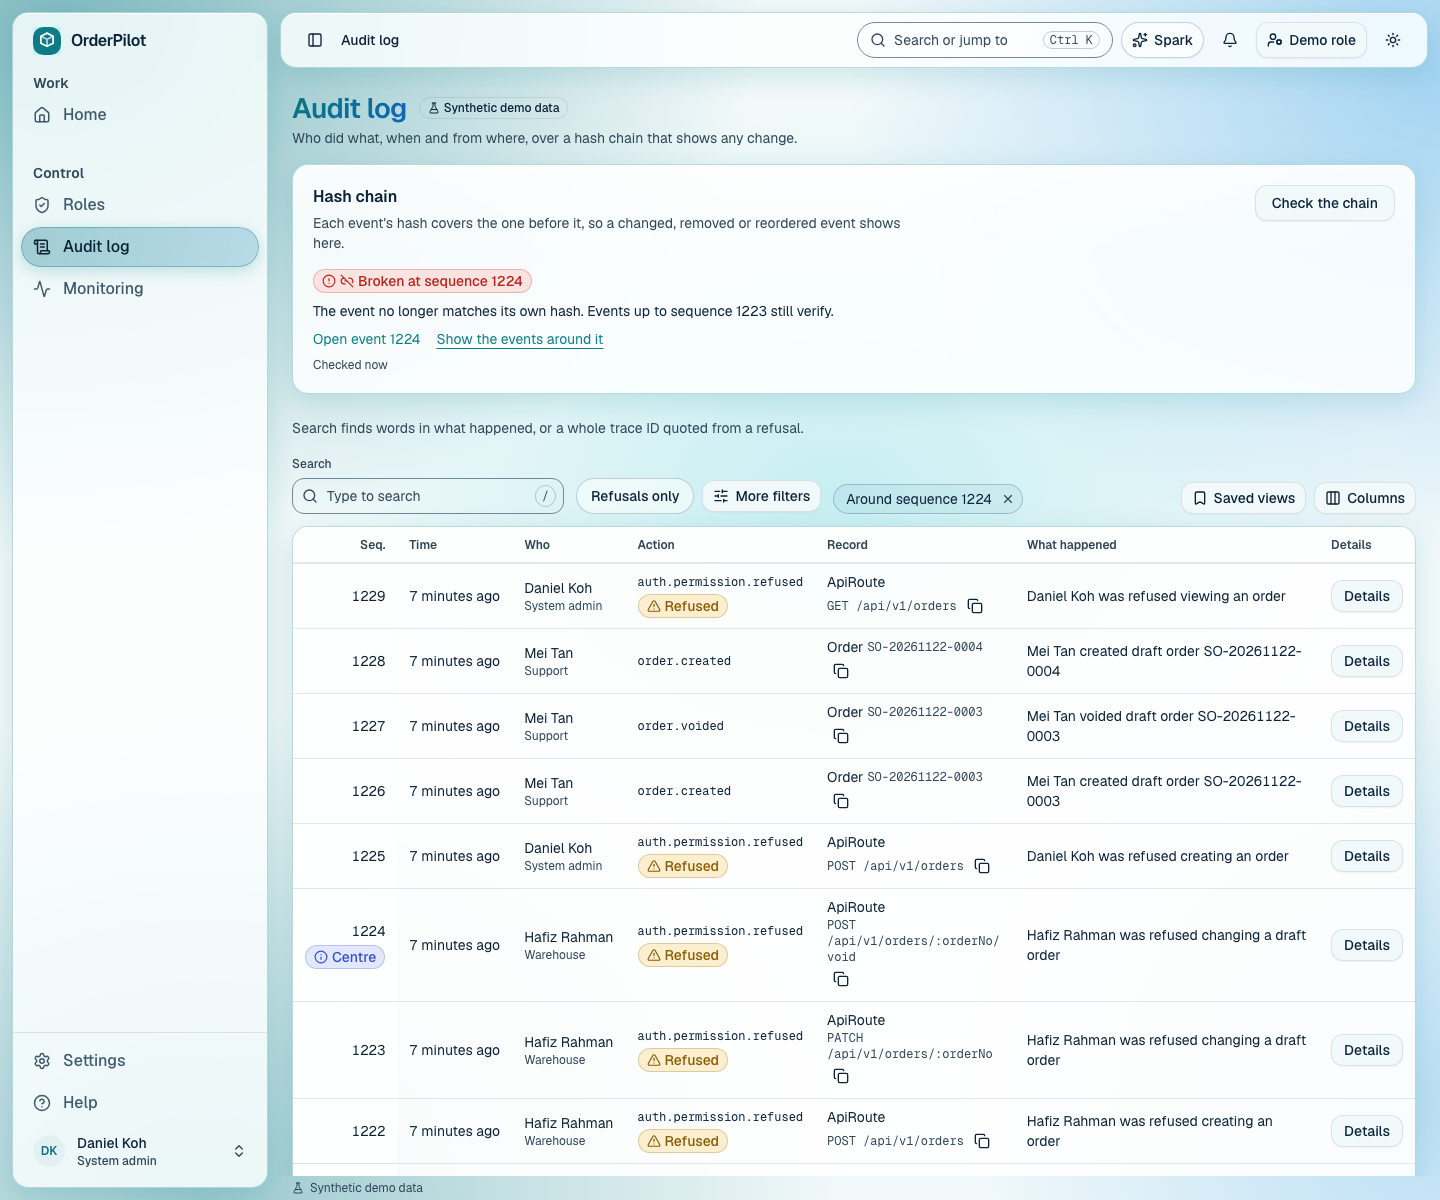 OrderPilot
Work
Home
Control
Roles
Audit log
Monitoring
Settings
Help
DK
Daniel Koh
System admin
Audit log
Search or jump to
Ctrl K
Spark
Demo role
Audit log
Synthetic demo data
Who did what, when and from where, over a hash chain that shows any change.
Hash chain
Each event's hash covers the one before it, so a changed, removed or reordered event shows
here.
Check the chain
Broken at sequence 1224
The event no longer matches its own hash. Events up to sequence 1223 still verify.
Open event 1224 Show the events around it
Checked now
Search finds words in what happened, or a whole trace ID quoted from a refusal.
Search
Type to search
/
Refusals only
More filters
Around sequence 1224
Saved views
Columns
Seq. Time Who Action Record What happened Details
1229
7 minutes ago
Daniel Koh
System admin
auth.permission.refused
Refused
ApiRoute
GET /api/v1/orders
Daniel Koh was refused viewing an order
Details
1228
7 minutes ago
Mei Tan
Support
order.created
Order SO-20261122-0004
Mei Tan created draft order SO-20261122-
0004
Details
1227
7 minutes ago
Mei Tan
Support
order.voided
Order SO-20261122-0003
Mei Tan voided draft order SO-20261122-
0003
Details
1226
7 minutes ago
Mei Tan
Support
order.created
Order SO-20261122-0003
Mei Tan created draft order SO-20261122-
0003
Details
1225
7 minutes ago
Daniel Koh
System admin
auth.permission.refused
Refused
ApiRoute
POST /api/v1/orders
Daniel Koh was refused creating an order
Details
1224
Centre
7 minutes ago
Hafiz Rahman
Warehouse
auth.permission.refused
Refused
ApiRoute
POST
/api/v1/orders/:orderNo/
void
Hafiz Rahman was refused changing a draft
order
Details
1223
7 minutes ago
Hafiz Rahman
Warehouse
auth.permission.refused
Refused
ApiRoute
PATCH
/api/v1/orders/:orderNo
Hafiz Rahman was refused changing a draft
order
Details
1222
7 minutes ago
Hafiz Rahman
Warehouse
auth.permission.refused
Refused
ApiRoute
POST /api/v1/orders
Hafiz Rahman was refused creating an
order
Details
Synthetic demo data